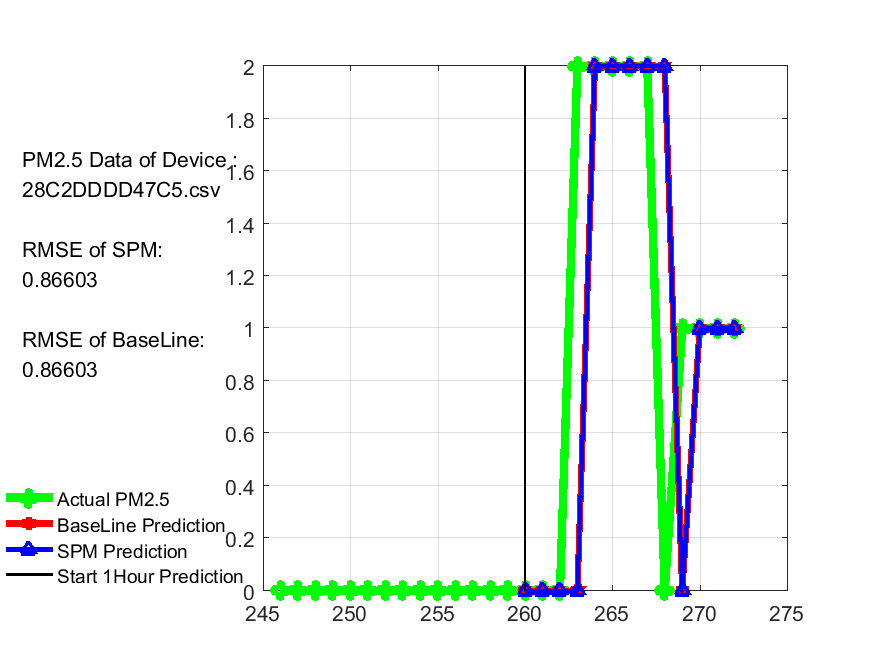 PM2.5 Data of Device :
28C2DDDD47C5.csv
RMSE of SPM:
0.86603
RMSE of BaseLine:
0.86603
Actual PM2.5
BaseLine Prediction
SPM Prediction
Start 1Hour Prediction
2
1.8
1.6
1.4
1.2
1
0.8
0.6
0.4
0.2
0
245 250 255 260 265 270 275